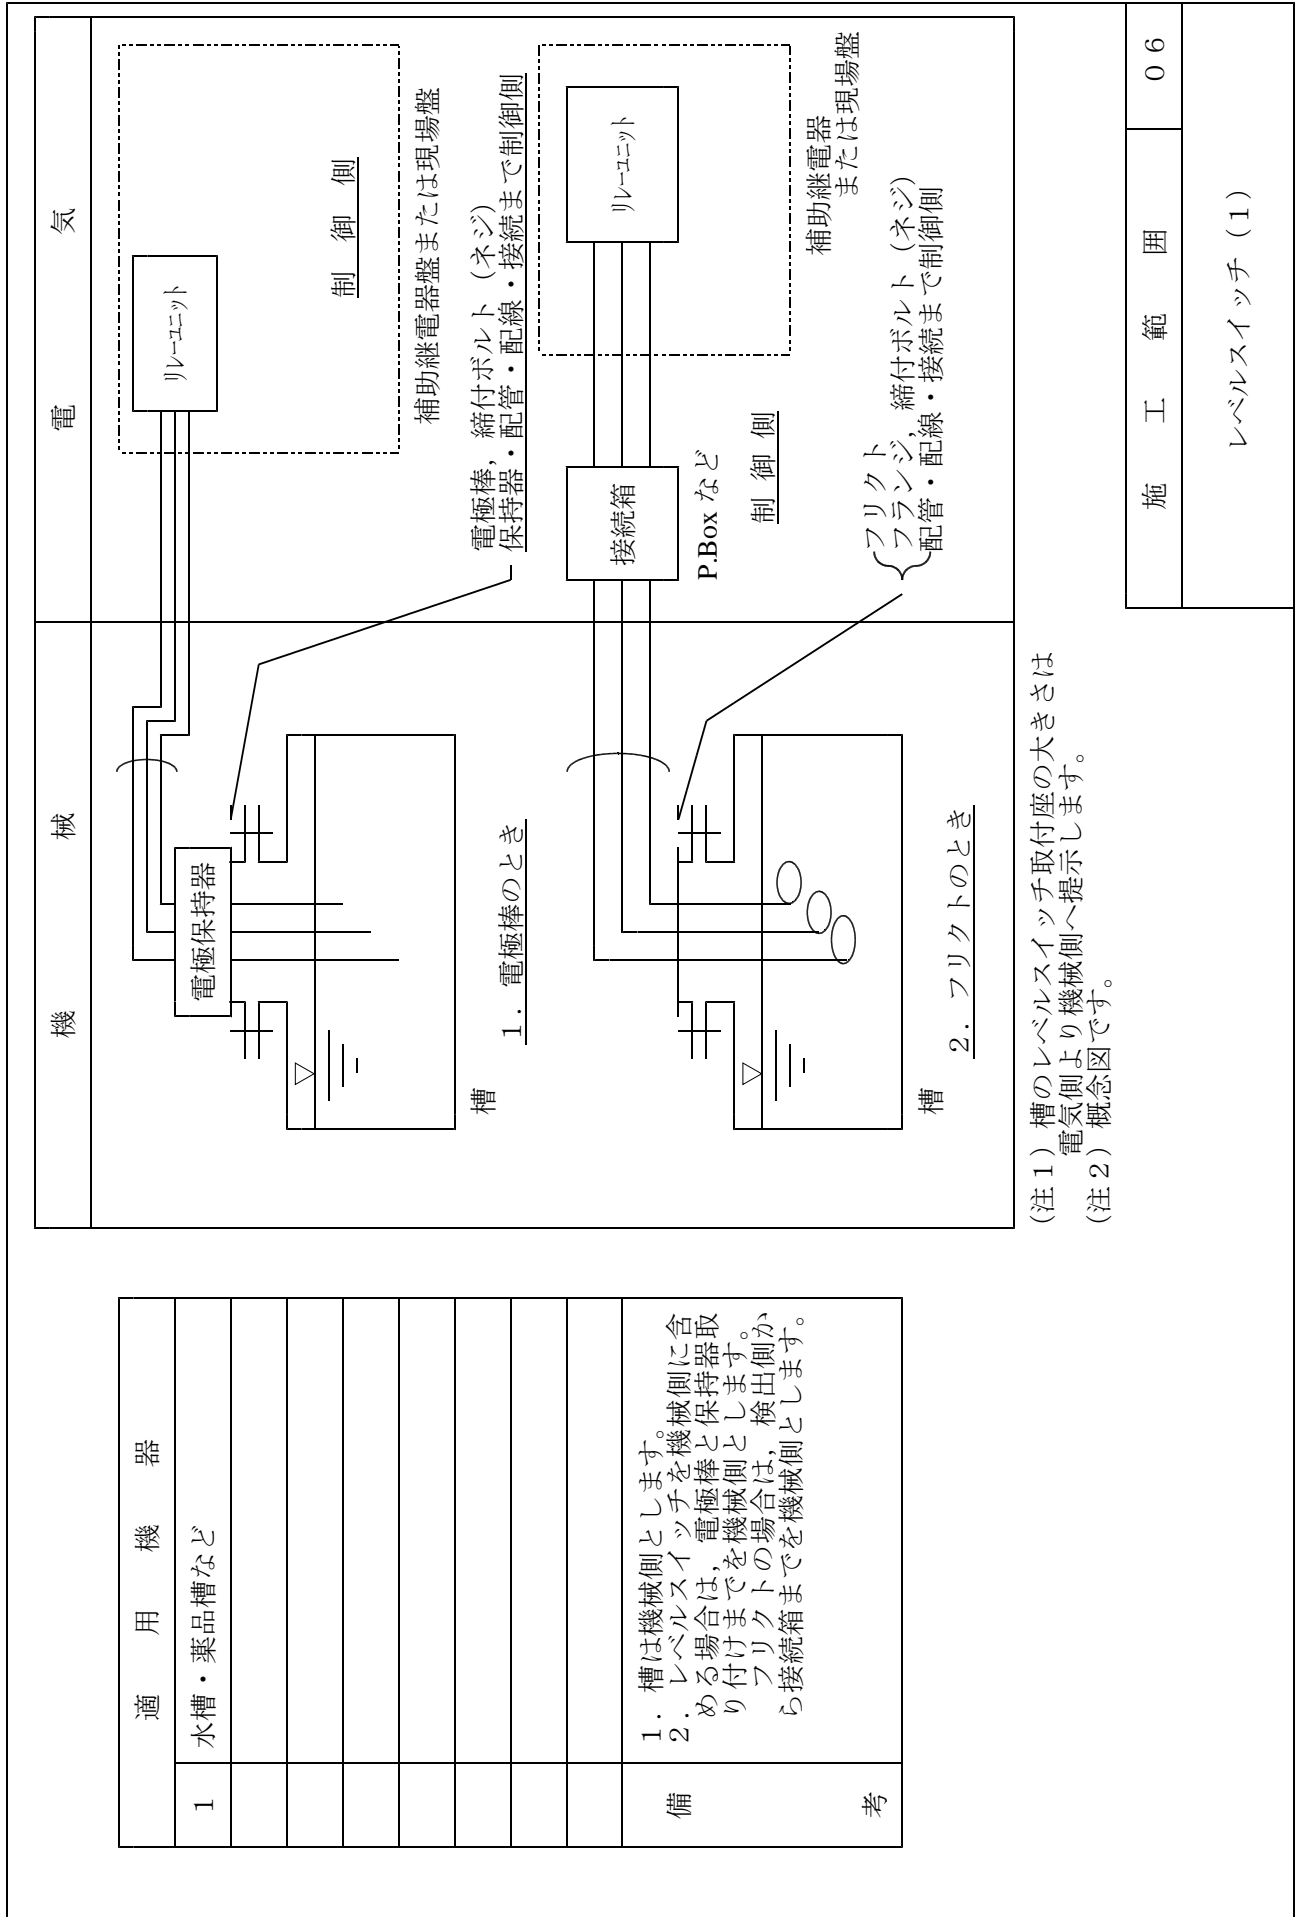 適　用　機　器
1　水槽・薬品槽など
備　考
１．槽は機械側とします。
２．レベルスイッチを機械側に含
める場合は，電極棒と保持器取
り付けまでを機械側とします。
フリクトの場合は，検出側か
ら接続箱までを機械側とします。
機　械
電　気
電極保持器
リレーユニット
制　御　側
補助継電器盤または現場盤
電極棒，締付ボルト（ネジ）
保持器・配管・配線・接続まで制御側
槽
１．電極棒のとき
接続箱
リレーユニット
P.Box など
制　御　側
補助継電器
または現場盤
フリクト
フランジ，締付ボルト（ネジ）
配管・配線・接続まで制御側
槽
２．フリクトのとき
（注１）槽のレベルスイッチ取付座の大きさは
電気側より機械側へ提示します。
（注２）概念図です。
施　工　範　囲
０６
レベルスイッチ（１）